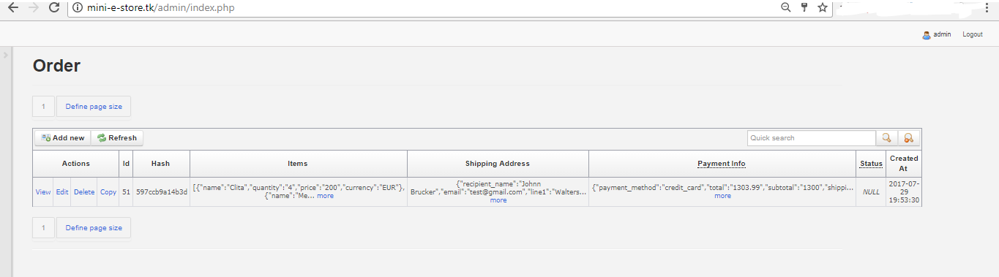 mini-e-store.tk/admin/index.php
admin Logout
Order
1 Define page size
Add new Refresh Quick search
Actions Id Hash Items Shipping Address Payment Info Status Created At
View Edit Delete Copy 51 597ccb9a14b3d
[{"name":"Clita","quantity":"4","price":"200","currency":"EUR"},
{"name":"Me... more
{"recipient_name":"Johnn
Brucker","email":"test@gmail.com","line1":"Walters...
more
{"payment_method":"credit_card","total":"1303.99","subtotal":"1300","shippi...
more
NULL
2017-07-
29
19:53:30
1 Define page size